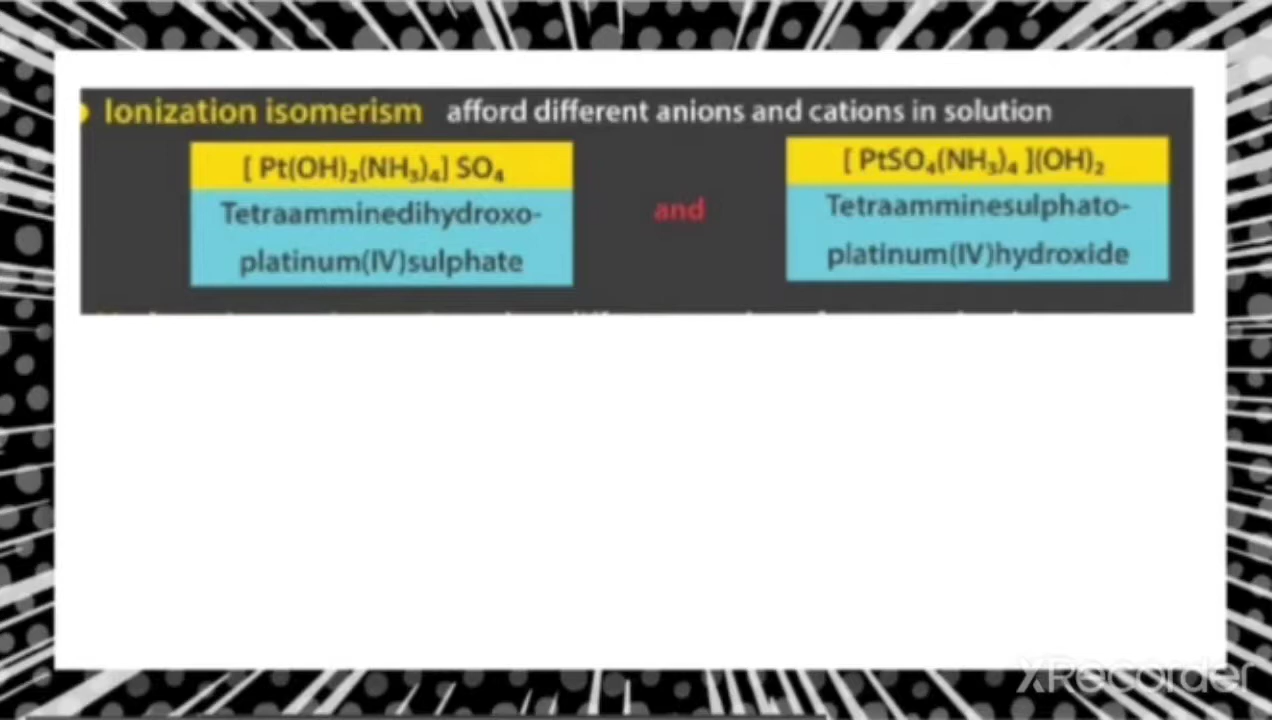 Ionization isomerism afford different anions and cations in solution
[ Pt(OH)₂(NH₃)₄] SO₄
Tetraamminedihydroxo-
platinum(IV)sulphate
and
[ PtSO₄(NH₃)₄ ](OH)₂
Tetraamminesulphato-
platinum(IV)hydroxide
XRecorder